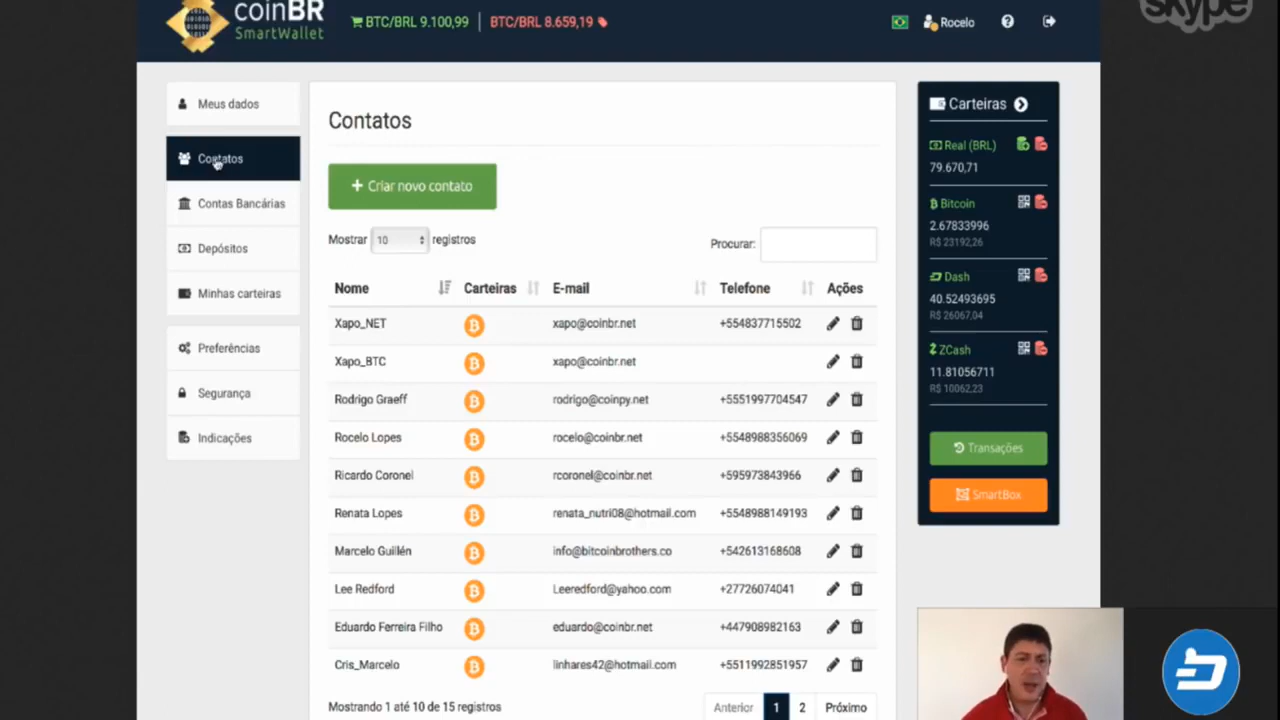 coinBR
SmartWallet
BTC/BRL 9.100,99
BTC/BRL 8.659,19
Rocelo
skype
Meus dados
Contatos
Contas Bancárias
Depósitos
Minhas carteiras
Preferências
Segurança
Indicações
Contatos
+ Criar novo contato
Mostrar 10 registros
Procurar:
Nome Carteiras E-mail Telefone Ações
Xapo_NET xapo@coinbr.net +554837715502
Xapo_BTC xapo@coinbr.net
Rodrigo Graeff rodrigo@coinpy.net +5551997704547
Rocelo Lopes rocelo@coinbr.net +5548988356069
Ricardo Coronel rcoronel@coinbr.net +595973843966
Renata Lopes renata_nutri08@hotmail.com +5548988149193
Marcelo Guillén info@bitcoinbrothers.co +542613168608
Lee Redford Leeredford@yahoo.com +27726074041
Eduardo Ferreira Filho eduardo@coinbr.net +447908982163
Cris_Marcelo linhares42@hotmail.com +5511992851957
Mostrando 1 até 10 de 15 registros
Anterior 1 2 Próximo
Carteiras
Real (BRL)
79.670,71
Bitcoin
2.67833996
R$ 23192,26
Dash
40.52493695
R$ 26067,04
ZCash
11.81056711
R$ 10062,23
Transações
SmartBox